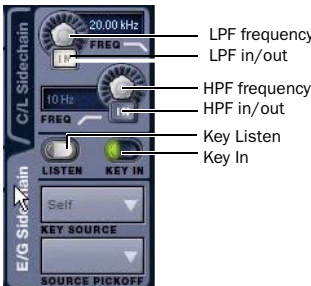 C/L Sidechain
20.00 kHz
FREQ
IN
10 Hz
FREQ
IN
LISTEN
KEY IN
E/G Sidechain
Self
KEY SOURCE
SOURCE PICKOFF
LPF frequency
LPF in/out
HPF frequency
HPF in/out
Key Listen
Key In